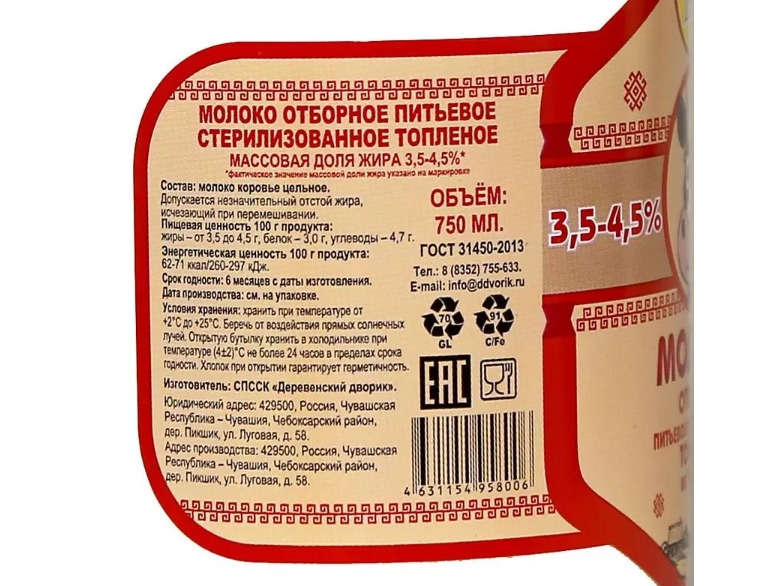 МОЛОКО ОТБОРНОЕ ПИТЬЕВОЕ
СТЕРИЛИЗОВАННОЕ ТОПЛЕНОЕ
МАССОВАЯ ДОЛЯ ЖИРА 3,5-4,5%*
*фактическое значение массовой доли жира указано на маркировке
Состав: молоко коровье цельное.
Допускается незначительный отстой жира,
исчезающий при перемешивании.
Пищевая ценность 100 г продукта:
жиры – от 3,5 до 4,5 г, белок – 3,0 г, углеводы – 4,7 г.
Энергетическая ценность 100 г продукта:
62-71 ккал/260-297 кДж.
Срок годности: 6 месяцев с даты изготовления.
Дата производства: см. на упаковке.
Условия хранения: хранить при температуре от
+2°С до +25°С. Беречь от воздействия прямых солнечных
лучей. Открытую бутылку хранить в холодильнике при
температуре (4±2)°С не более 24 часов в пределах срока
годности. Хлопок при открытии гарантирует герметичность.
Изготовитель: СПССК «Деревенский дворик».
Юридический адрес: 429500, Россия, Чувашская
Республика – Чувашия, Чебоксарский район,
дер. Пикшик, ул. Луговая, д. 58.
Адрес производства: 429500, Россия, Чувашская
Республика – Чувашия, Чебоксарский район,
дер. Пикшик, ул. Луговая, д. 58.
ОБЪЁМ:
750 МЛ.
ГОСТ 31450-2013
Тел.: 8 (8352) 755-633.
E-mail: info@ddvorik.ru
70
GL
91
C/Fe
EAC
4 631154 958006
3,5-4,5%